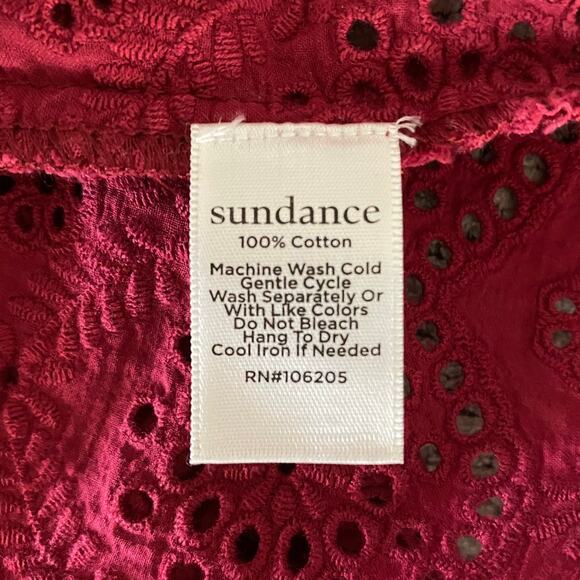 sundance
100% Cotton
Machine Wash Cold
Gentle Cycle
Wash Separately Or
With Like Colors
Do Not Bleach
Hang To Dry
Cool Iron If Needed
RN#106205